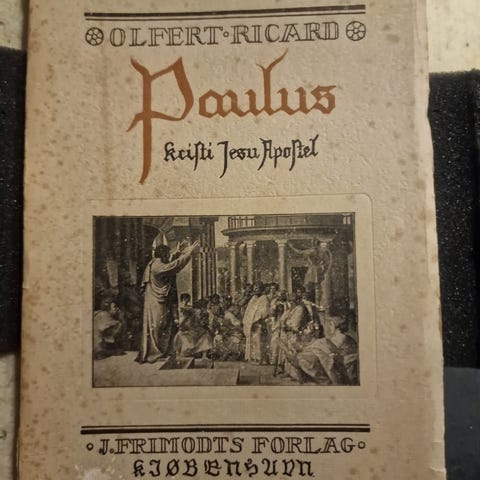 OLFERT · RICARD
Paulus
Kristi Jesu Apostel
· J. FRIMODTS FORLAG ·
KJØBENHAVN